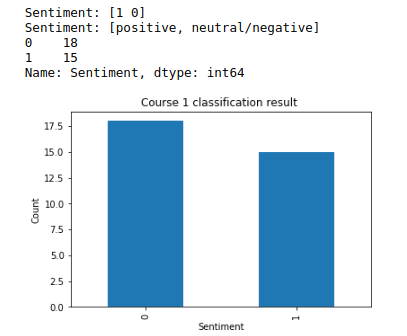 Sentiment: [1 0]
Sentiment: [positive, neutral/negative]
0    18
1    15
Name: Sentiment, dtype: int64
Course 1 classification result
17.5
15.0
12.5
10.0
7.5
5.0
2.5
0.0
Count
0
1
Sentiment